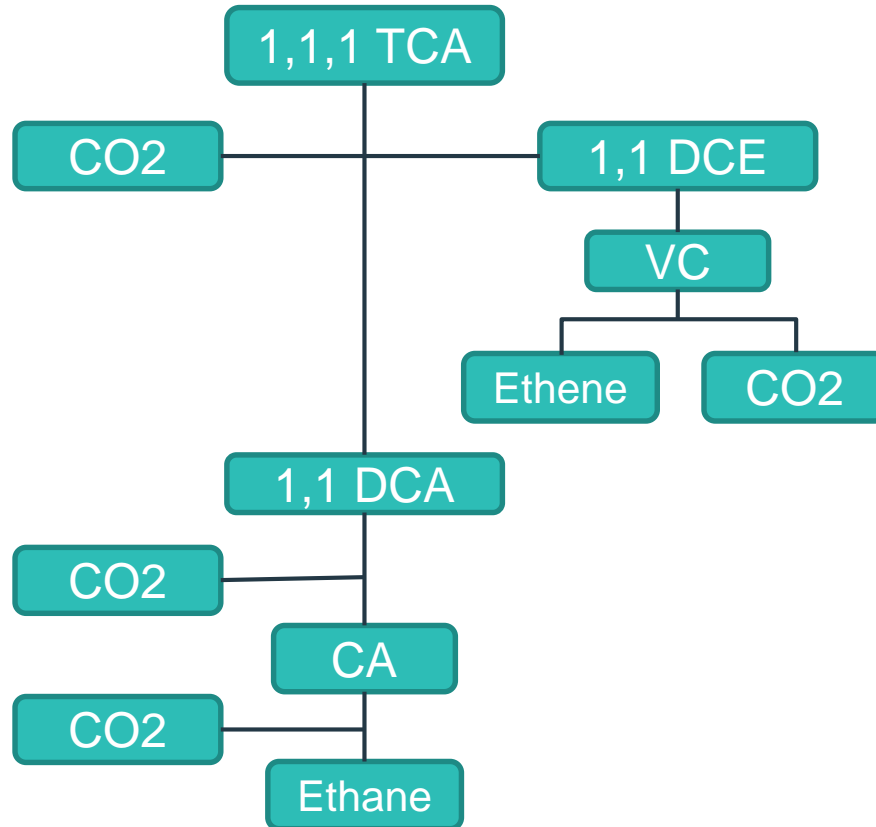 1,1,1 TCA
CO2
1,1 DCE
VC
Ethene
CO2
1,1 DCA
CO2
CA
CO2
Ethane